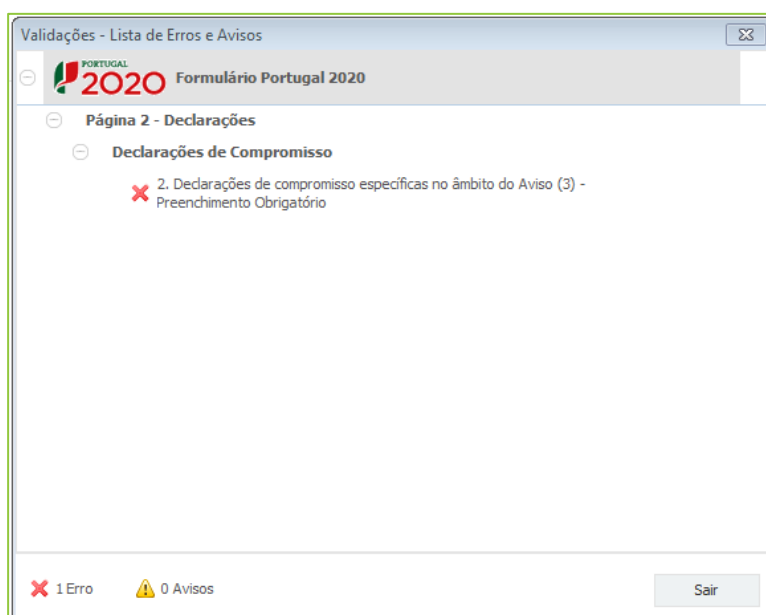 Validações - Lista de Erros e Avisos
PORTUGAL
2020 Formulário Portugal 2020
Página 2 - Declarações
Declarações de Compromisso
2. Declarações de compromisso específicas no âmbito do Aviso (3) -
Preenchimento Obrigatório
1 Erro 0 Avisos Sair